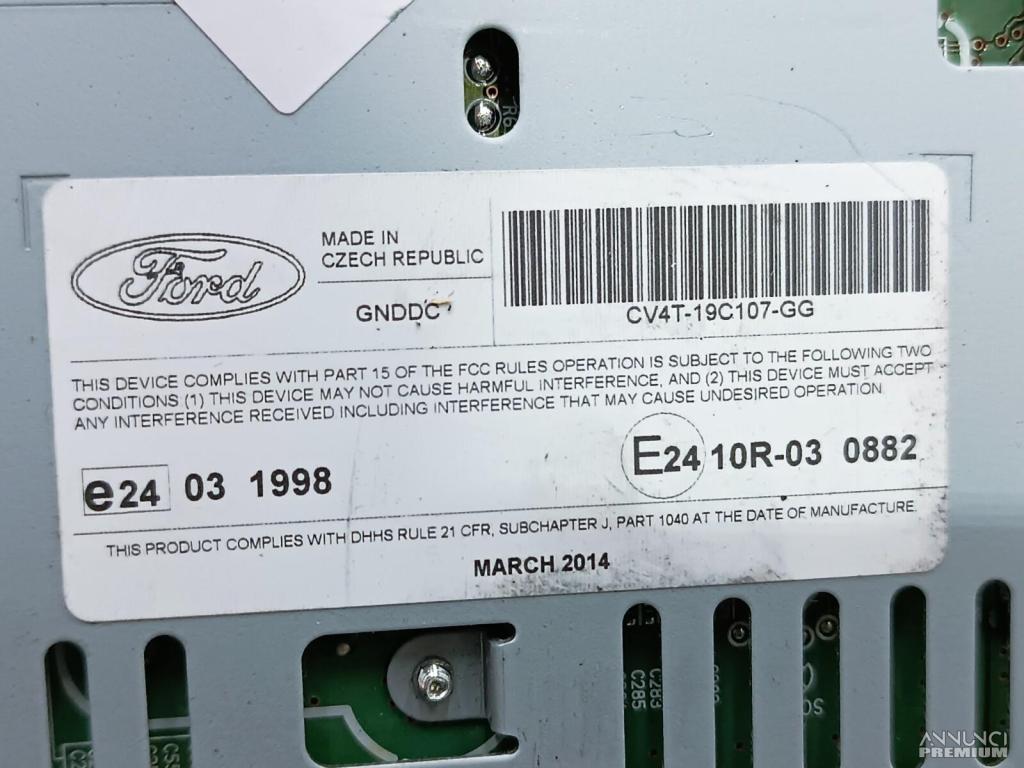 R6
Ford
MADE IN
CZECH REPUBLIC
GNDDC
CV4T-19C107-GG
THIS DEVICE COMPLIES WITH PART 15 OF THE FCC RULES OPERATION IS SUBJECT TO THE FOLLOWING TWO
CONDITIONS (1) THIS DEVICE MAY NOT CAUSE HARMFUL INTERFERENCE, AND (2) THIS DEVICE MUST ACCEPT
ANY INTERFERENCE RECEIVED INCLUDING INTERFERENCE THAT MAY CAUSE UNDESIRED OPERATION
e24 03 1998
E24 10R-03 0882
THIS PRODUCT COMPLIES WITH DHHS RULE 21 CFR, SUBCHAPTER J, PART 1040 AT THE DATE OF MANUFACTURE.
MARCH 2014
C283
C285
ANNUNCI
PREMIUM